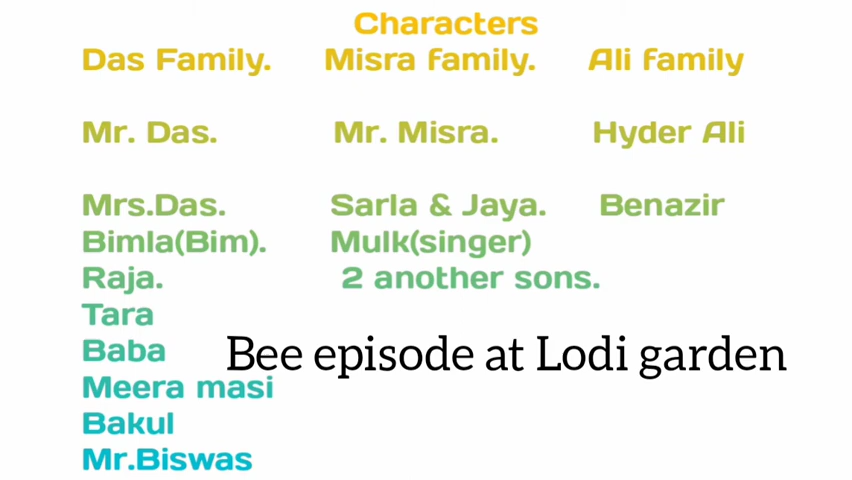 Characters
Das Family. Misra family. Ali family
Mr. Das. Mr. Misra. Hyder Ali
Mrs.Das. Sarla & Jaya. Benazir
Bimla(Bim). Mulk(singer)
Raja. 2 another sons.
Tara
Baba
Bee episode at Lodi garden
Meera masi
Bakul
Mr.Biswas